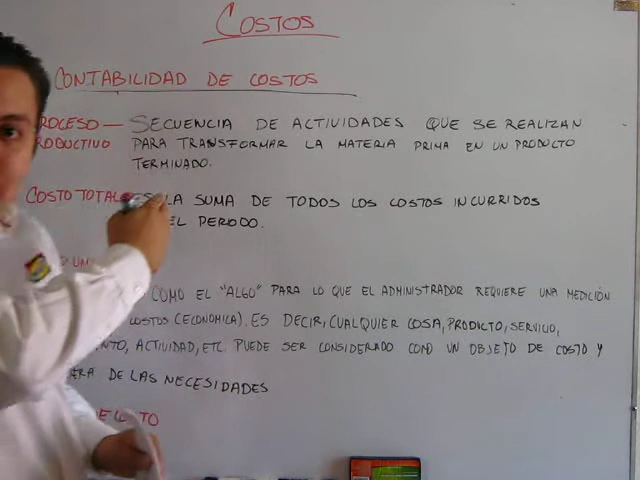 COSTOS
CONTABILIDAD DE COSTOS
ROCESO — SECUENCIA DE ACTIVIDADES QUE SE REALIZAN
RODUCTIVO PARA TRANSFORMAR LA MATERIA PRIMA EN UN PRODUCTO
TERMINADO.
COSTO TOTAL ES LA SUMA DE TODOS LOS COSTOS INCURRIDOS
EL PERODO.
COMO EL "ALGO" PARA LO QUE EL ADMINISTRADOR REQUIERE UNA MEDICIÓN
COSTOS (ECONOMICA). ES DECIR, CUALQUIER COSA, PRODUCTO, SERVICIO,
ENTO, ACTIVIDAD, ETC. PUEDE SER CONSIDERADO COMO UN OBJETO DE COSTO Y
ERA DE LAS NECESIDADES